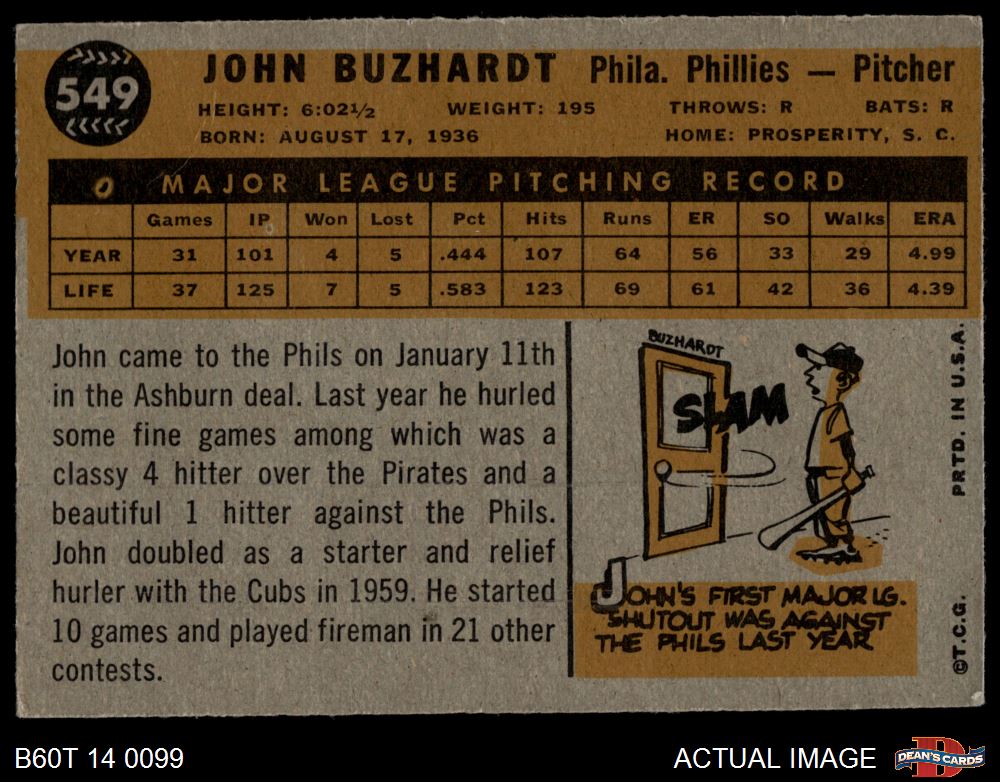 549
JOHN BUZHARDT Phila. Phillies — Pitcher
HEIGHT: 6:02½ WEIGHT: 195 THROWS: R BATS: R
BORN: AUGUST 17, 1936 HOME: PROSPERITY, S. C.
MAJOR LEAGUE PITCHING RECORD
Games IP Won Lost Pct Hits Runs ER SO Walks ERA
YEAR 31 101 4 5 .444 107 64 56 33 29 4.99
LIFE 37 125 7 5 .583 123 69 61 42 36 4.39
John came to the Phils on January 11th
in the Ashburn deal. Last year he hurled
some fine games among which was a
classy 4 hitter over the Pirates and a
beautiful 1 hitter against the Phils.
John doubled as a starter and relief
hurler with the Cubs in 1959. He started
10 games and played fireman in 21 other
contests.
BUZHARDT
SLAM
JOHN'S FIRST MAJOR LG.
SHUTOUT WAS AGAINST
THE PHILS LAST YEAR
©T.C.G. PRTD. IN U.S.A.
B60T 14 0099
ACTUAL IMAGE
DEAN'S CARDS